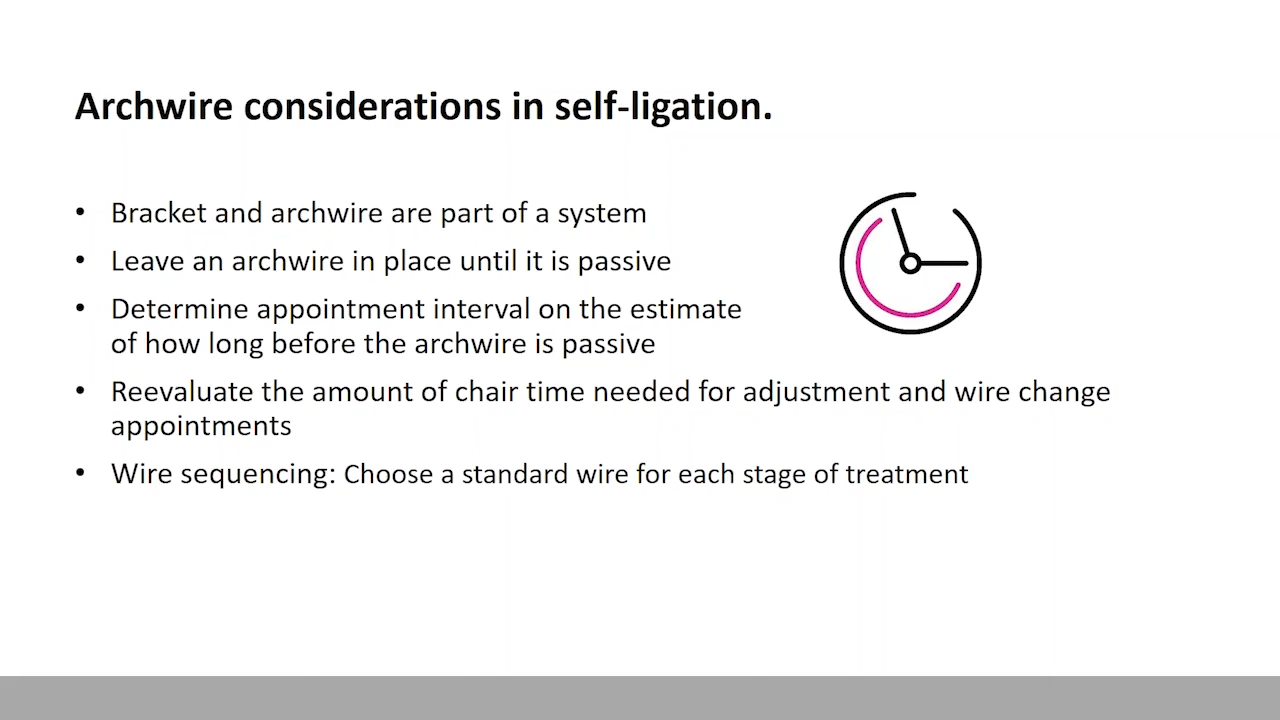 Archwire considerations in self-ligation.
• Bracket and archwire are part of a system
• Leave an archwire in place until it is passive
• Determine appointment interval on the estimate
of how long before the archwire is passive
• Reevaluate the amount of chair time needed for adjustment and wire change
appointments
• Wire sequencing: Choose a standard wire for each stage of treatment